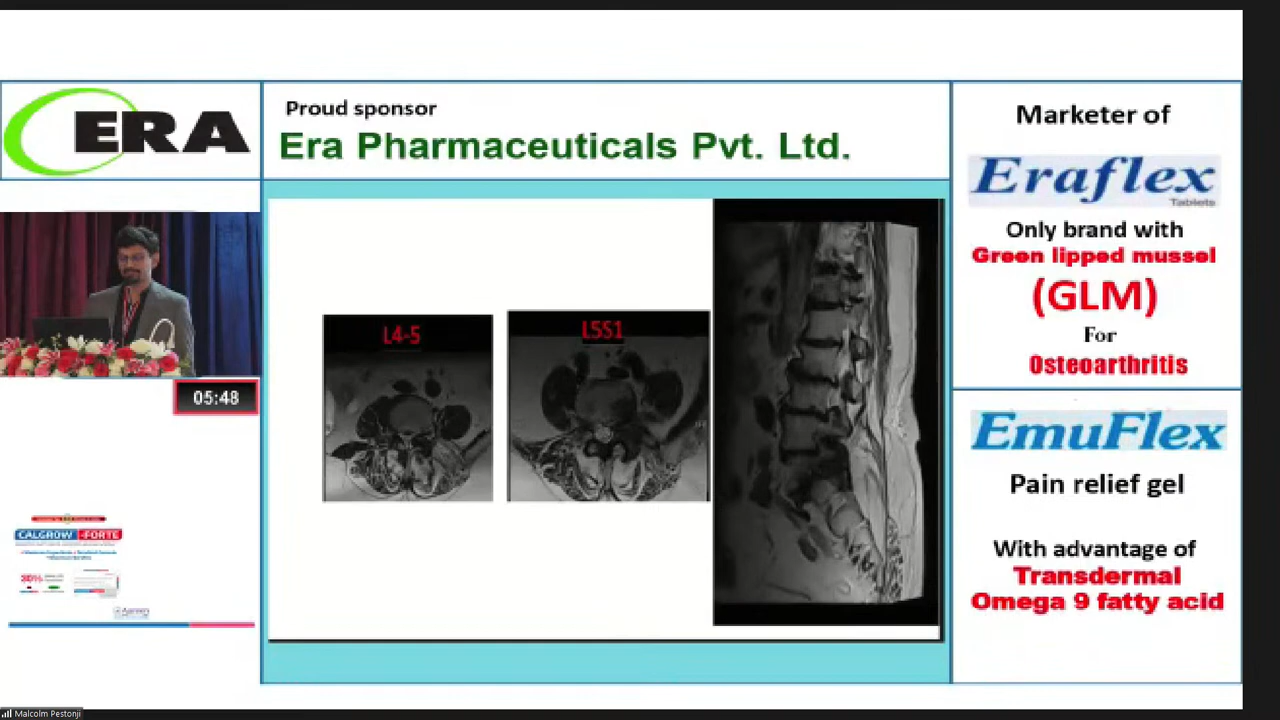 ERA
Proud sponsor
Era Pharmaceuticals Pvt. Ltd.
L4-5
L5S1
05:48
CALGROW -FORTE
30%
Marketer of
Eraflex
Tablets
Only brand with
Green lipped mussel
(GLM)
For
Osteoarthritis
EmuFlex
Pain relief gel
With advantage of
Transdermal
Omega 9 fatty acid
Malcolm Pestonji